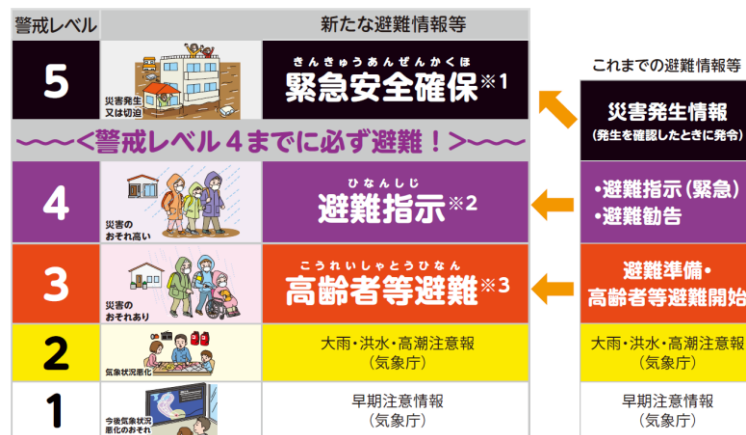 警戒レベル
新たな避難情報等
5
災害発生
又は切迫
きんきゅうあんぜんかくほ
緊急安全確保※1
〜〜〜<警戒レベル4までに必ず避難！>〜〜〜
4
災害の
おそれ高い
ひなんしじ
避難指示※2
3
災害の
おそれあり
こうれいしゃとうひなん
高齢者等避難※3
2
気象状況悪化
大雨・洪水・高潮注意報
（気象庁）
1
今後気象状況
悪化のおそれ
早期注意情報
（気象庁）
これまでの避難情報等
災害発生情報
（発生を確認したときに発令）
・避難指示（緊急）
・避難勧告
避難準備・
高齢者等避難開始
大雨・洪水・高潮注意報
（気象庁）
早期注意情報
（気象庁）